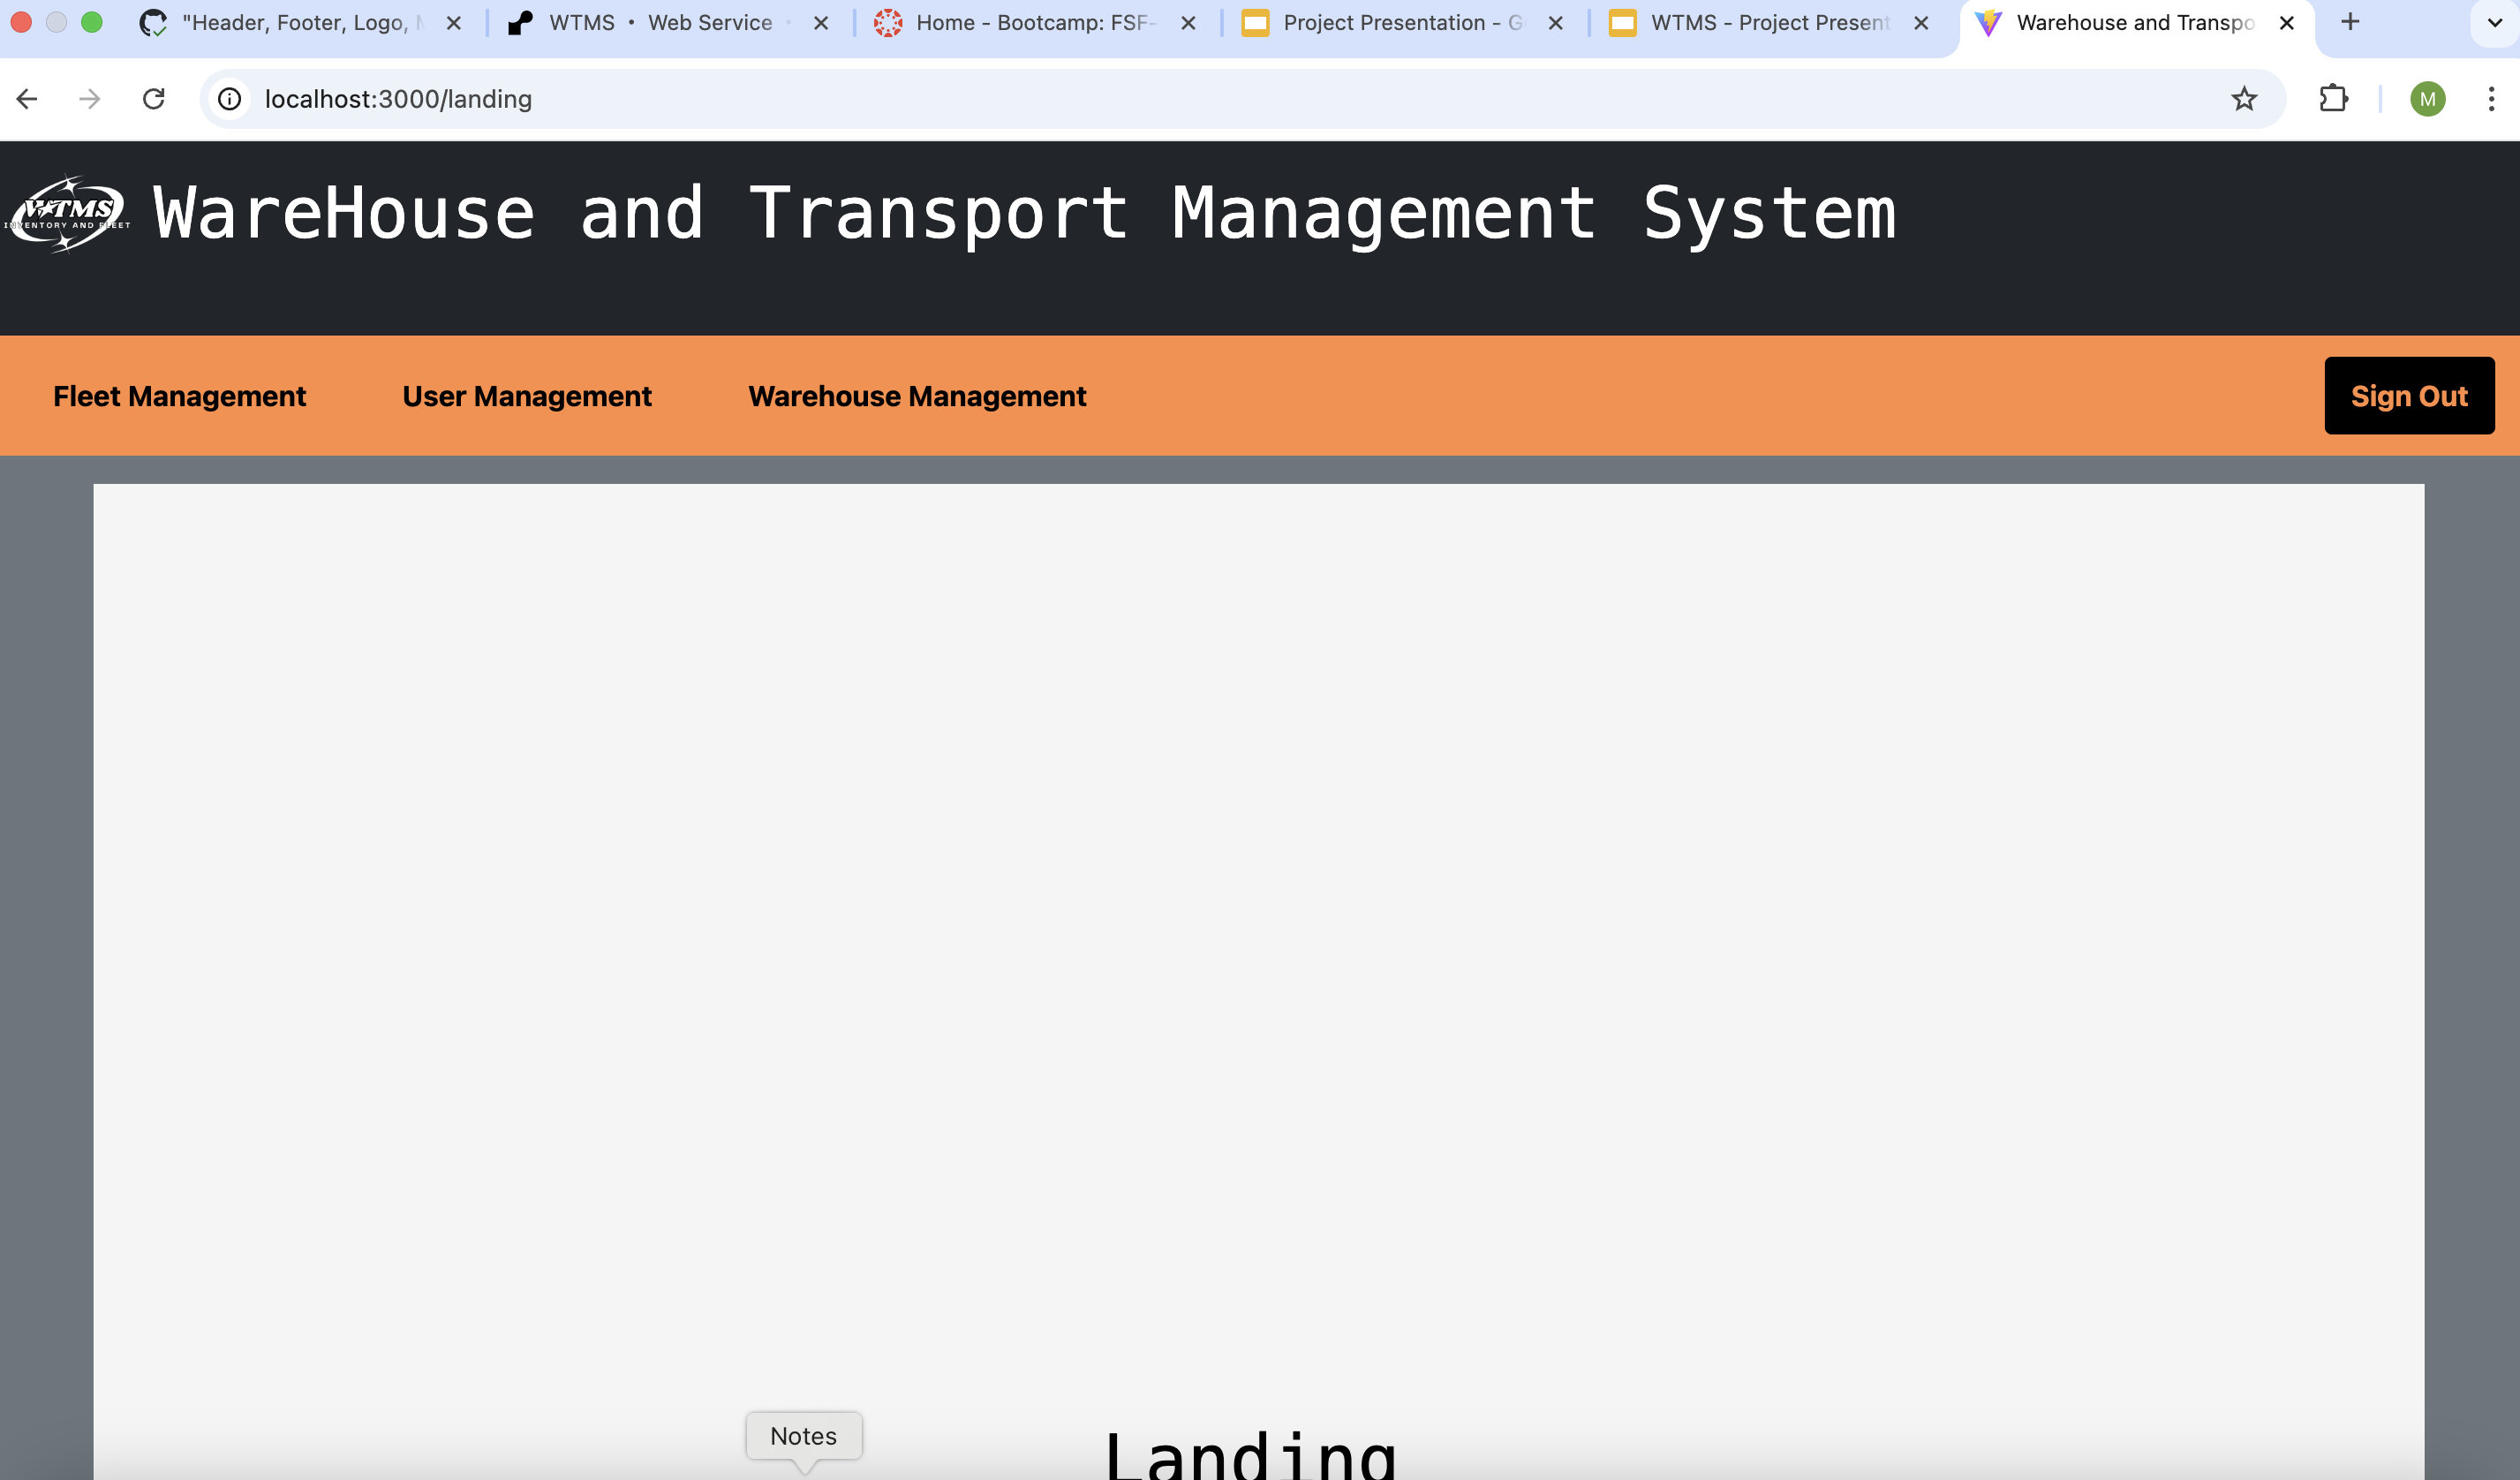 "Header, Footer, Logo,
WTMS • Web Service
Home - Bootcamp: FSF-
Project Presentation - G
WTMS - Project Present
Warehouse and Transpo
localhost:3000/landing
M
WTMS
INVENTORY AND FLEET
WareHouse and Transport Management System
Fleet Management
User Management
Warehouse Management
Sign Out
Notes
Landing